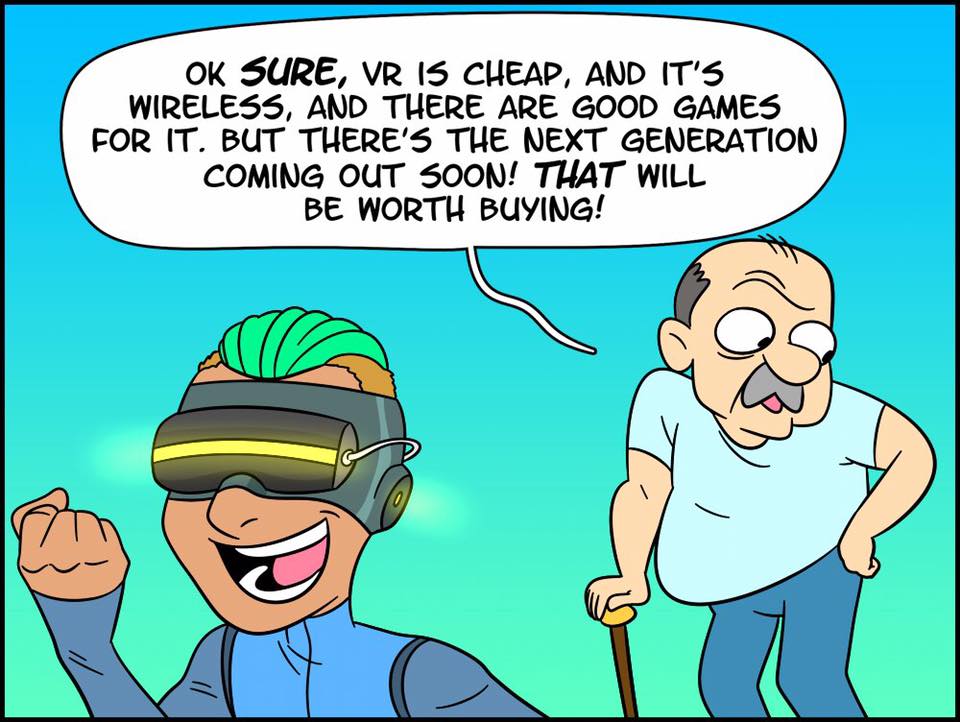 OK SURE, VR IS CHEAP, AND IT'S
WIRELESS, AND THERE ARE GOOD GAMES
FOR IT. BUT THERE'S THE NEXT GENERATION
COMING OUT SOON! THAT WILL
BE WORTH BUYING!